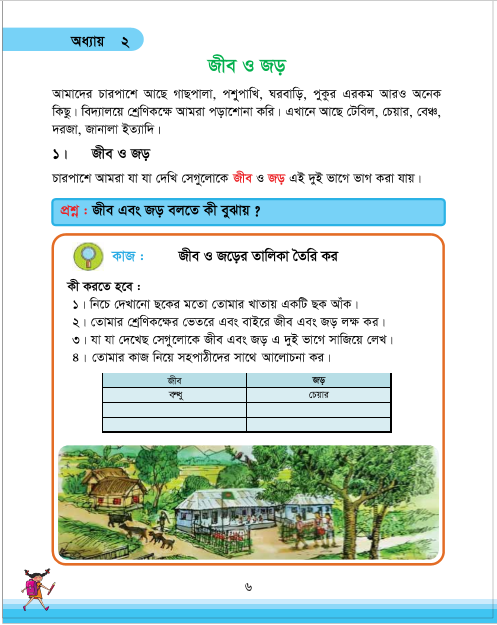 অধ্যায় ২
জীব ও জড়
আমাদের চারপাশে আছে গাছপালা, পশুপাখি, ঘরবাড়ি, পুকুর এরকম আরও অনেক
কিছু। বিদ্যালয়ে শ্রেণিকক্ষে আমরা পড়াশোনা করি। এখানে আছে টেবিল, চেয়ার, বেঞ্চ,
দরজা, জানালা ইত্যাদি।
১। জীব ও জড়
চারপাশে আমরা যা যা দেখি সেগুলোকে জীব ও জড় এই দুই ভাগে ভাগ করা যায়।
প্রশ্ন : জীব এবং জড় বলতে কী বুঝায় ?
কাজ : জীব ও জড়ের তালিকা তৈরি কর
কী করতে হবে :
১। নিচে দেখানো ছকের মতো তোমার খাতায় একটি ছক আঁক।
২। তোমার শ্রেণিকক্ষের ভেতরে এবং বাইরে জীব এবং জড় লক্ষ কর।
৩। যা যা দেখেছ সেগুলোকে জীব এবং জড় এ দুই ভাগে সাজিয়ে লেখ।
৪। তোমার কাজ নিয়ে সহপাঠীদের সাথে আলোচনা কর।
জীব জড়
বন্ধু চেয়ার
৬